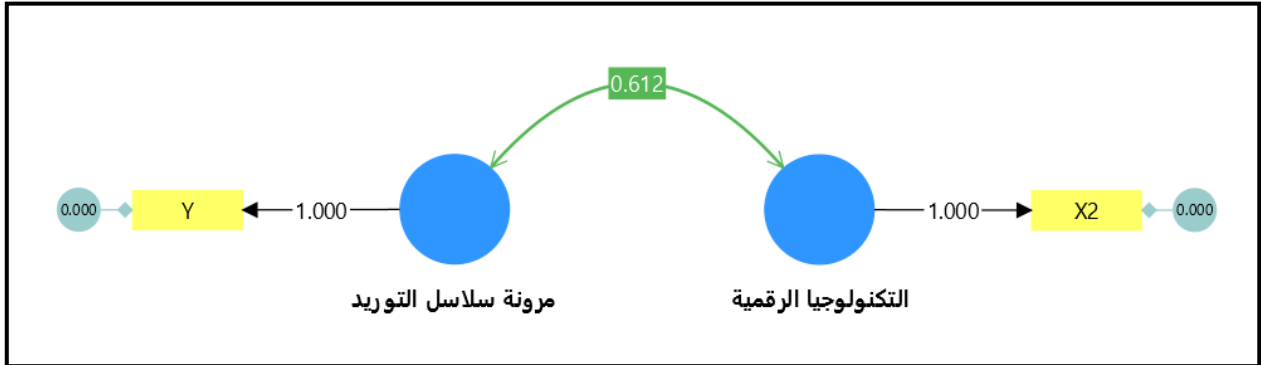 0.612
0.000
Y
1.000
1.000
X2
0.000
مرونة سلاسل التوريد
التكنولوجيا الرقمية